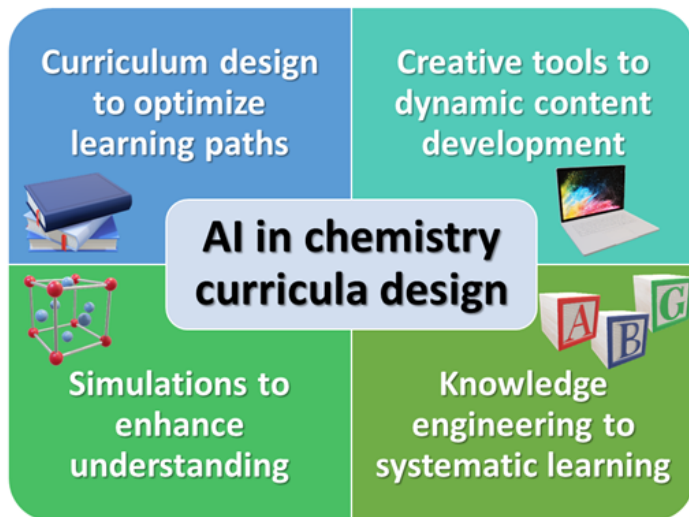 Curriculum design
to optimize
learning paths
Creative tools to
dynamic content
development
AI in chemistry
curricula design
A
B
G
Simulations to
enhance
understanding
Knowledge
engineering to
systematic learning